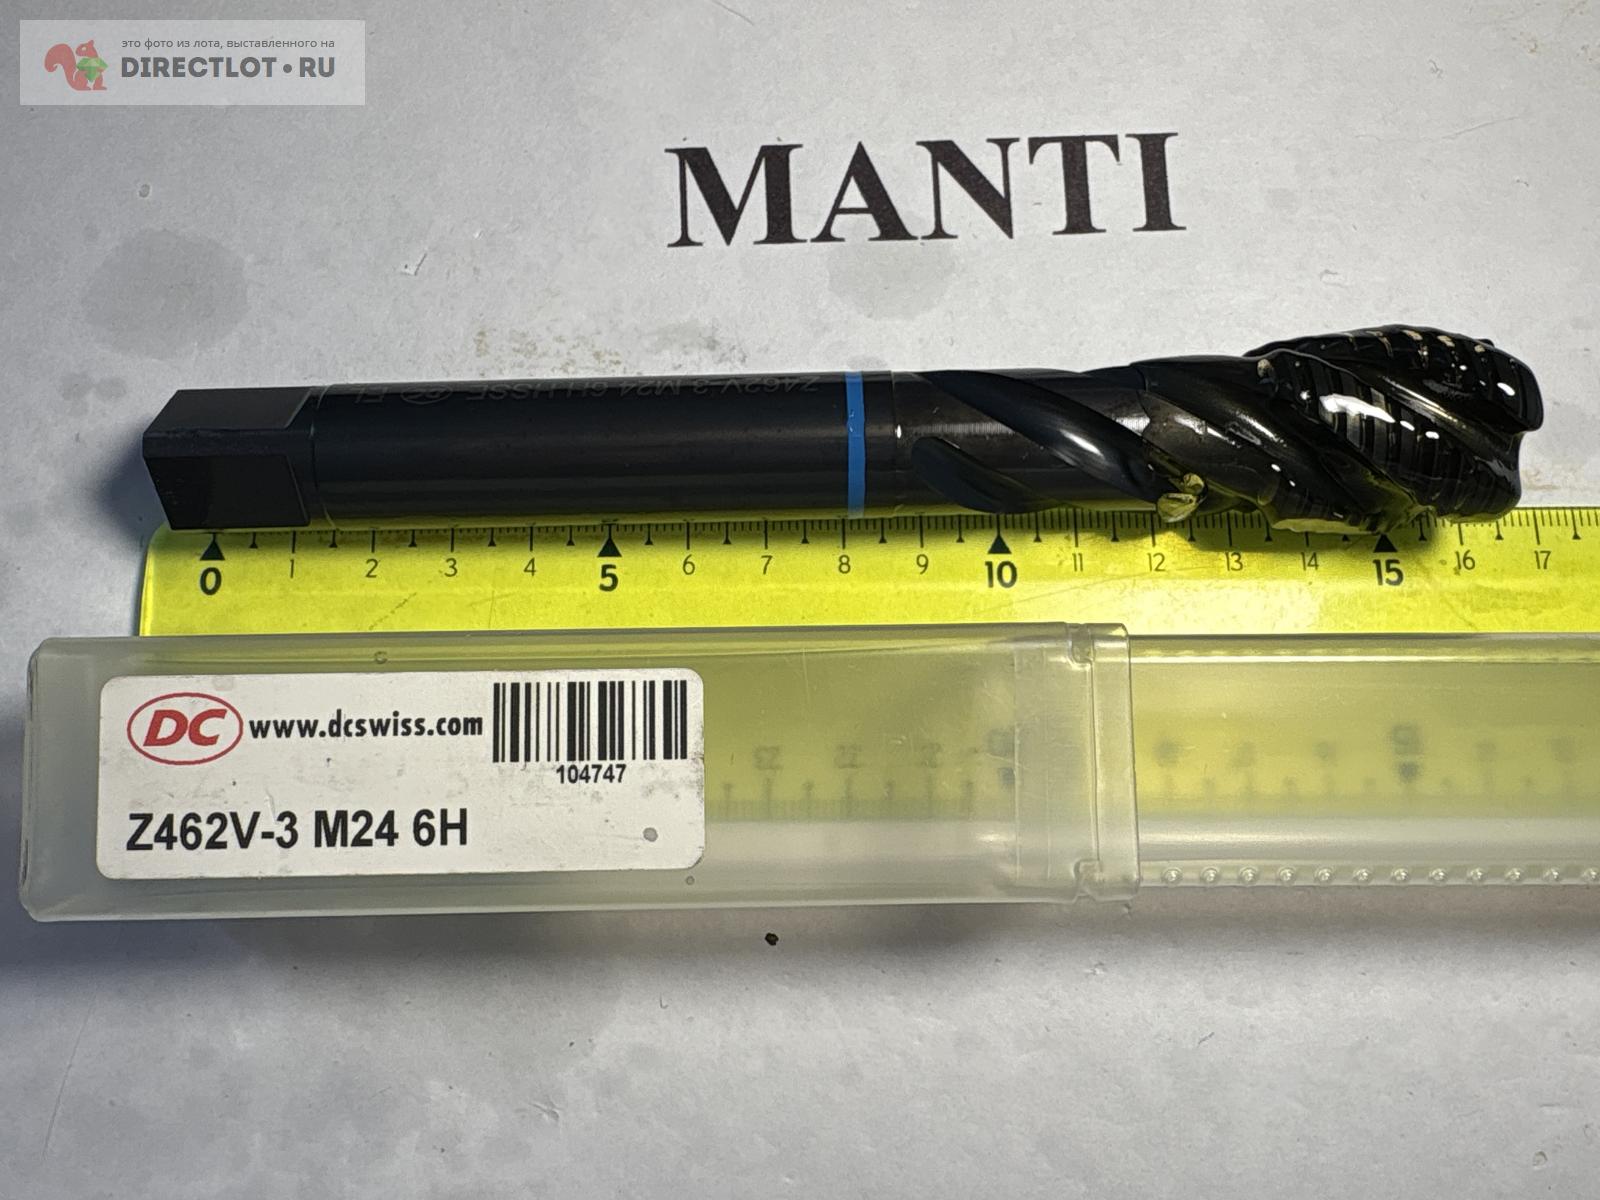 это фото из лота, выставленного на
DIRECTLOT•RU
MANTI
Z462V-3 M24 6H HSSE
0 1 2 3 4 5 6 7 8 9 10 11 12 13 14 15 16 17
DC www.dcswiss.com
104747
Z462V-3 M24 6H